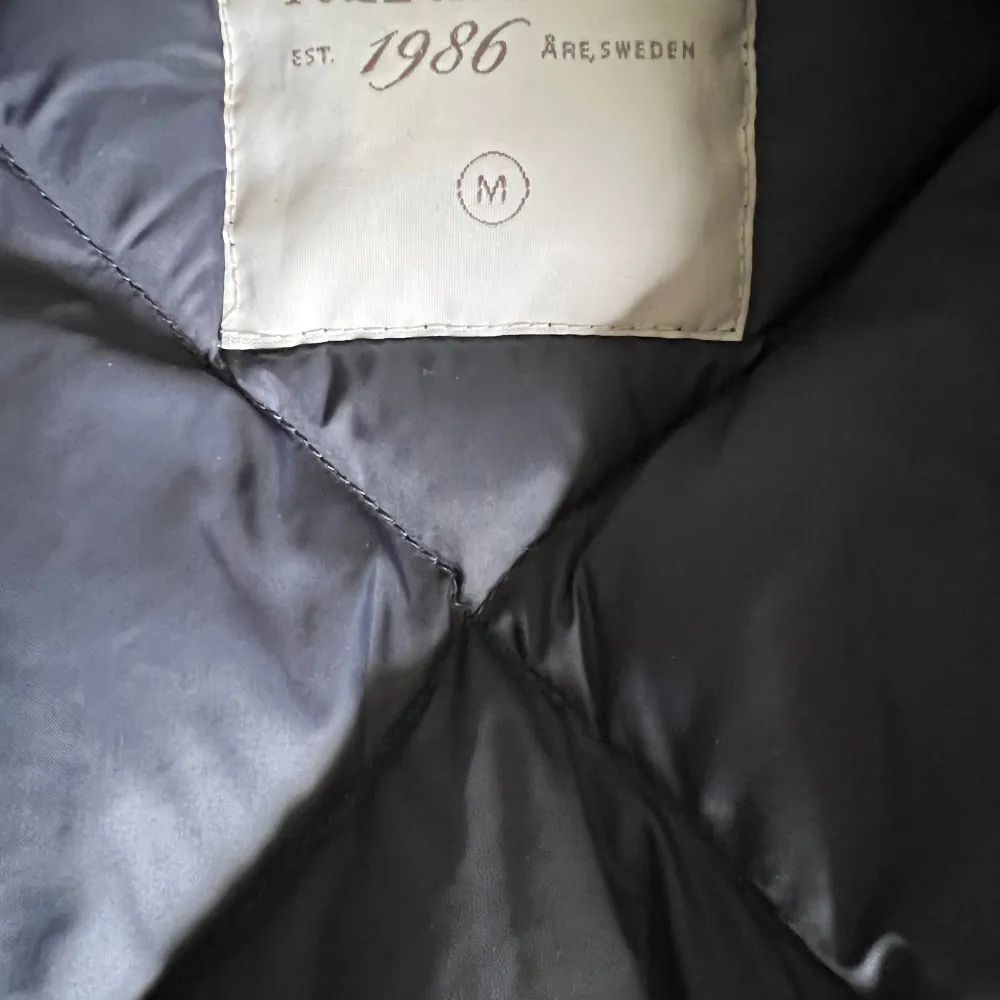 EST. 1986 ÅRE, SWEDEN
M